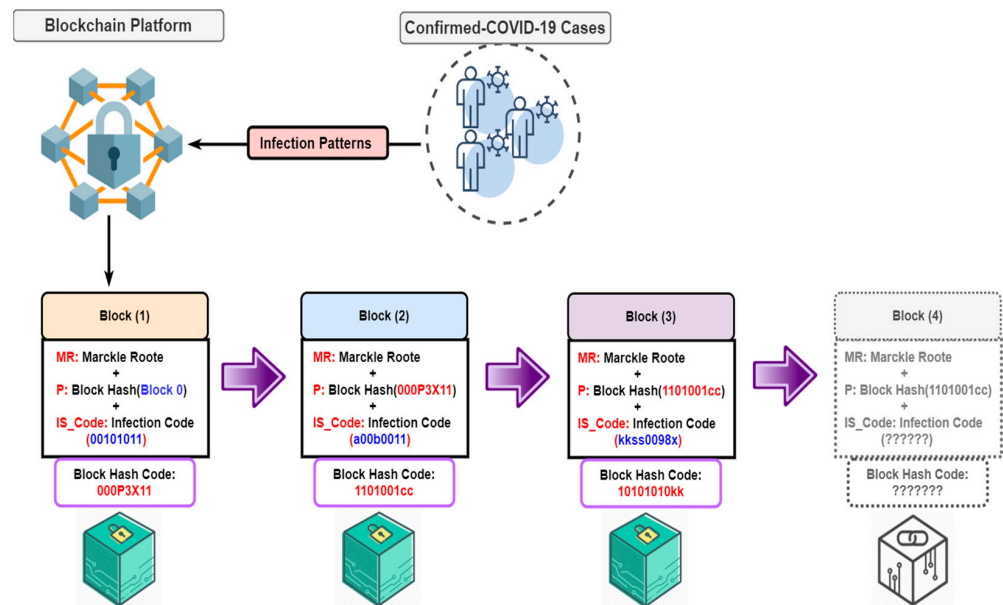 Blockchain Platform
Confirmed-COVID-19 Cases
Infection Patterns
Block (1)
MR: Marckle Roote
+
P: Block Hash(Block 0)
+
IS_Code: Infection Code
(00101011)
Block Hash Code:
000P3X11
Block (2)
MR: Marckle Roote
+
P: Block Hash(000P3X11)
+
IS_Code: Infection Code
(a00b0011)
Block Hash Code:
1101001cc
Block (3)
MR: Marckle Roote
+
P: Block Hash(1101001cc)
+
IS_Code: Infection Code
(kkss0098x)
Block Hash Code:
10101010kk
Block (4)
MR: Marckle Roote
+
P: Block Hash(1101001cc)
+
IS_Code: Infection Code
(??????)
Block Hash Code:
???????